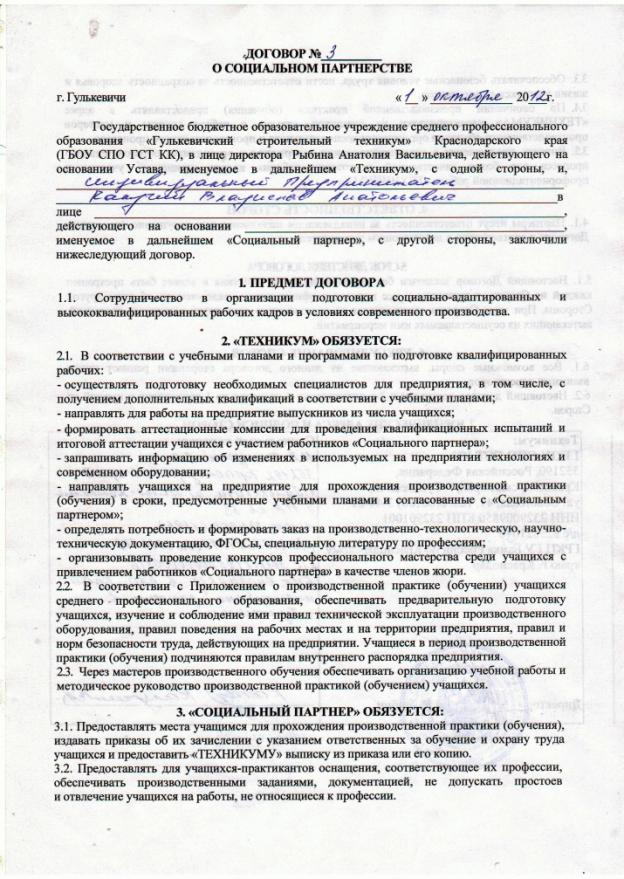 ДОГОВОР № 3
О СОЦИАЛЬНОМ ПАРТНЕРСТВЕ
г. Гулькевичи « 1 » октября 2012г.
Государственное бюджетное образовательное учреждение среднего профессионального
образования «Гулькевичский строительный техникум» Краснодарского края
(ГБОУ СПО ГСТ КК), в лице директора Рыбина Анатолия Васильевича, действующего на
основании Устава, именуемое в дальнейшем «Техникум», с одной стороны, и,
Индивидуальный Предприниматель
Владислав Анатольевич в
лице ,
действующего на основании ,
именуемое в дальнейшем «Социальный партнер», с другой стороны, заключили
нижеследующий договор.
1. ПРЕДМЕТ ДОГОВОРА
1.1. Сотрудничество в организации подготовки социально-адаптированных и
высококвалифицированных рабочих кадров в условиях современного производства.
2. «ТЕХНИКУМ» ОБЯЗУЕТСЯ:
2.1. В соответствии с учебными планами и программами по подготовке квалифицированных
рабочих:
- осуществлять подготовку необходимых специалистов для предприятия, в том числе, с
получением дополнительных квалификаций в соответствии с учебными планами;
- направлять для работы на предприятие выпускников из числа учащихся;
- формировать аттестационные комиссии для проведения квалификационных испытаний и
итоговой аттестации учащихся с участием работников «Социального партнера»;
- запрашивать информацию об изменениях в используемых на предприятии технологиях и
современном оборудовании;
- направлять учащихся на предприятие для прохождения производственной практики
(обучения) в сроки, предусмотренные учебными планами и согласованные с «Социальным
партнером»;
- определять потребность и формировать заказ на производственно-технологическую, научно-
техническую документацию, ФГОСы, специальную литературу по профессиям;
- организовывать проведение конкурсов профессионального мастерства среди учащихся с
привлечением работников «Социального партнера» в качестве членов жюри.
2.2. В соответствии с Приложением о производственной практике (обучении) учащихся
среднего профессионального образования, обеспечивать предварительную подготовку
учащихся, изучение и соблюдение ими правил технической эксплуатации производственного
оборудования, правил поведения на рабочих местах и на территории предприятия, правил и
норм безопасности труда, действующих на предприятии. Учащиеся в период производственной
практики (обучения) подчиняются правилам внутреннего распорядка предприятия.
2.3. Через мастеров производственного обучения обеспечивать организацию учебной работы и
методическое руководство производственной практикой (обучением) учащихся.
3. «СОЦИАЛЬНЫЙ ПАРТНЕР» ОБЯЗУЕТСЯ:
3.1. Предоставлять места учащимся для прохождения производственной практики (обучения),
издавать приказы об их зачислении с указанием ответственных за обучение и охрану труда
учащихся и предоставить «ТЕХНИКУМУ» выписку из приказа или его копию.
3.2. Предоставлять для учащихся-практикантов оснащения, соответствующее их профессии,
обеспечивать производственными заданиями, документацией, не допускать простоев
и отвлечение учащихся на работы, не относящиеся к профессии.